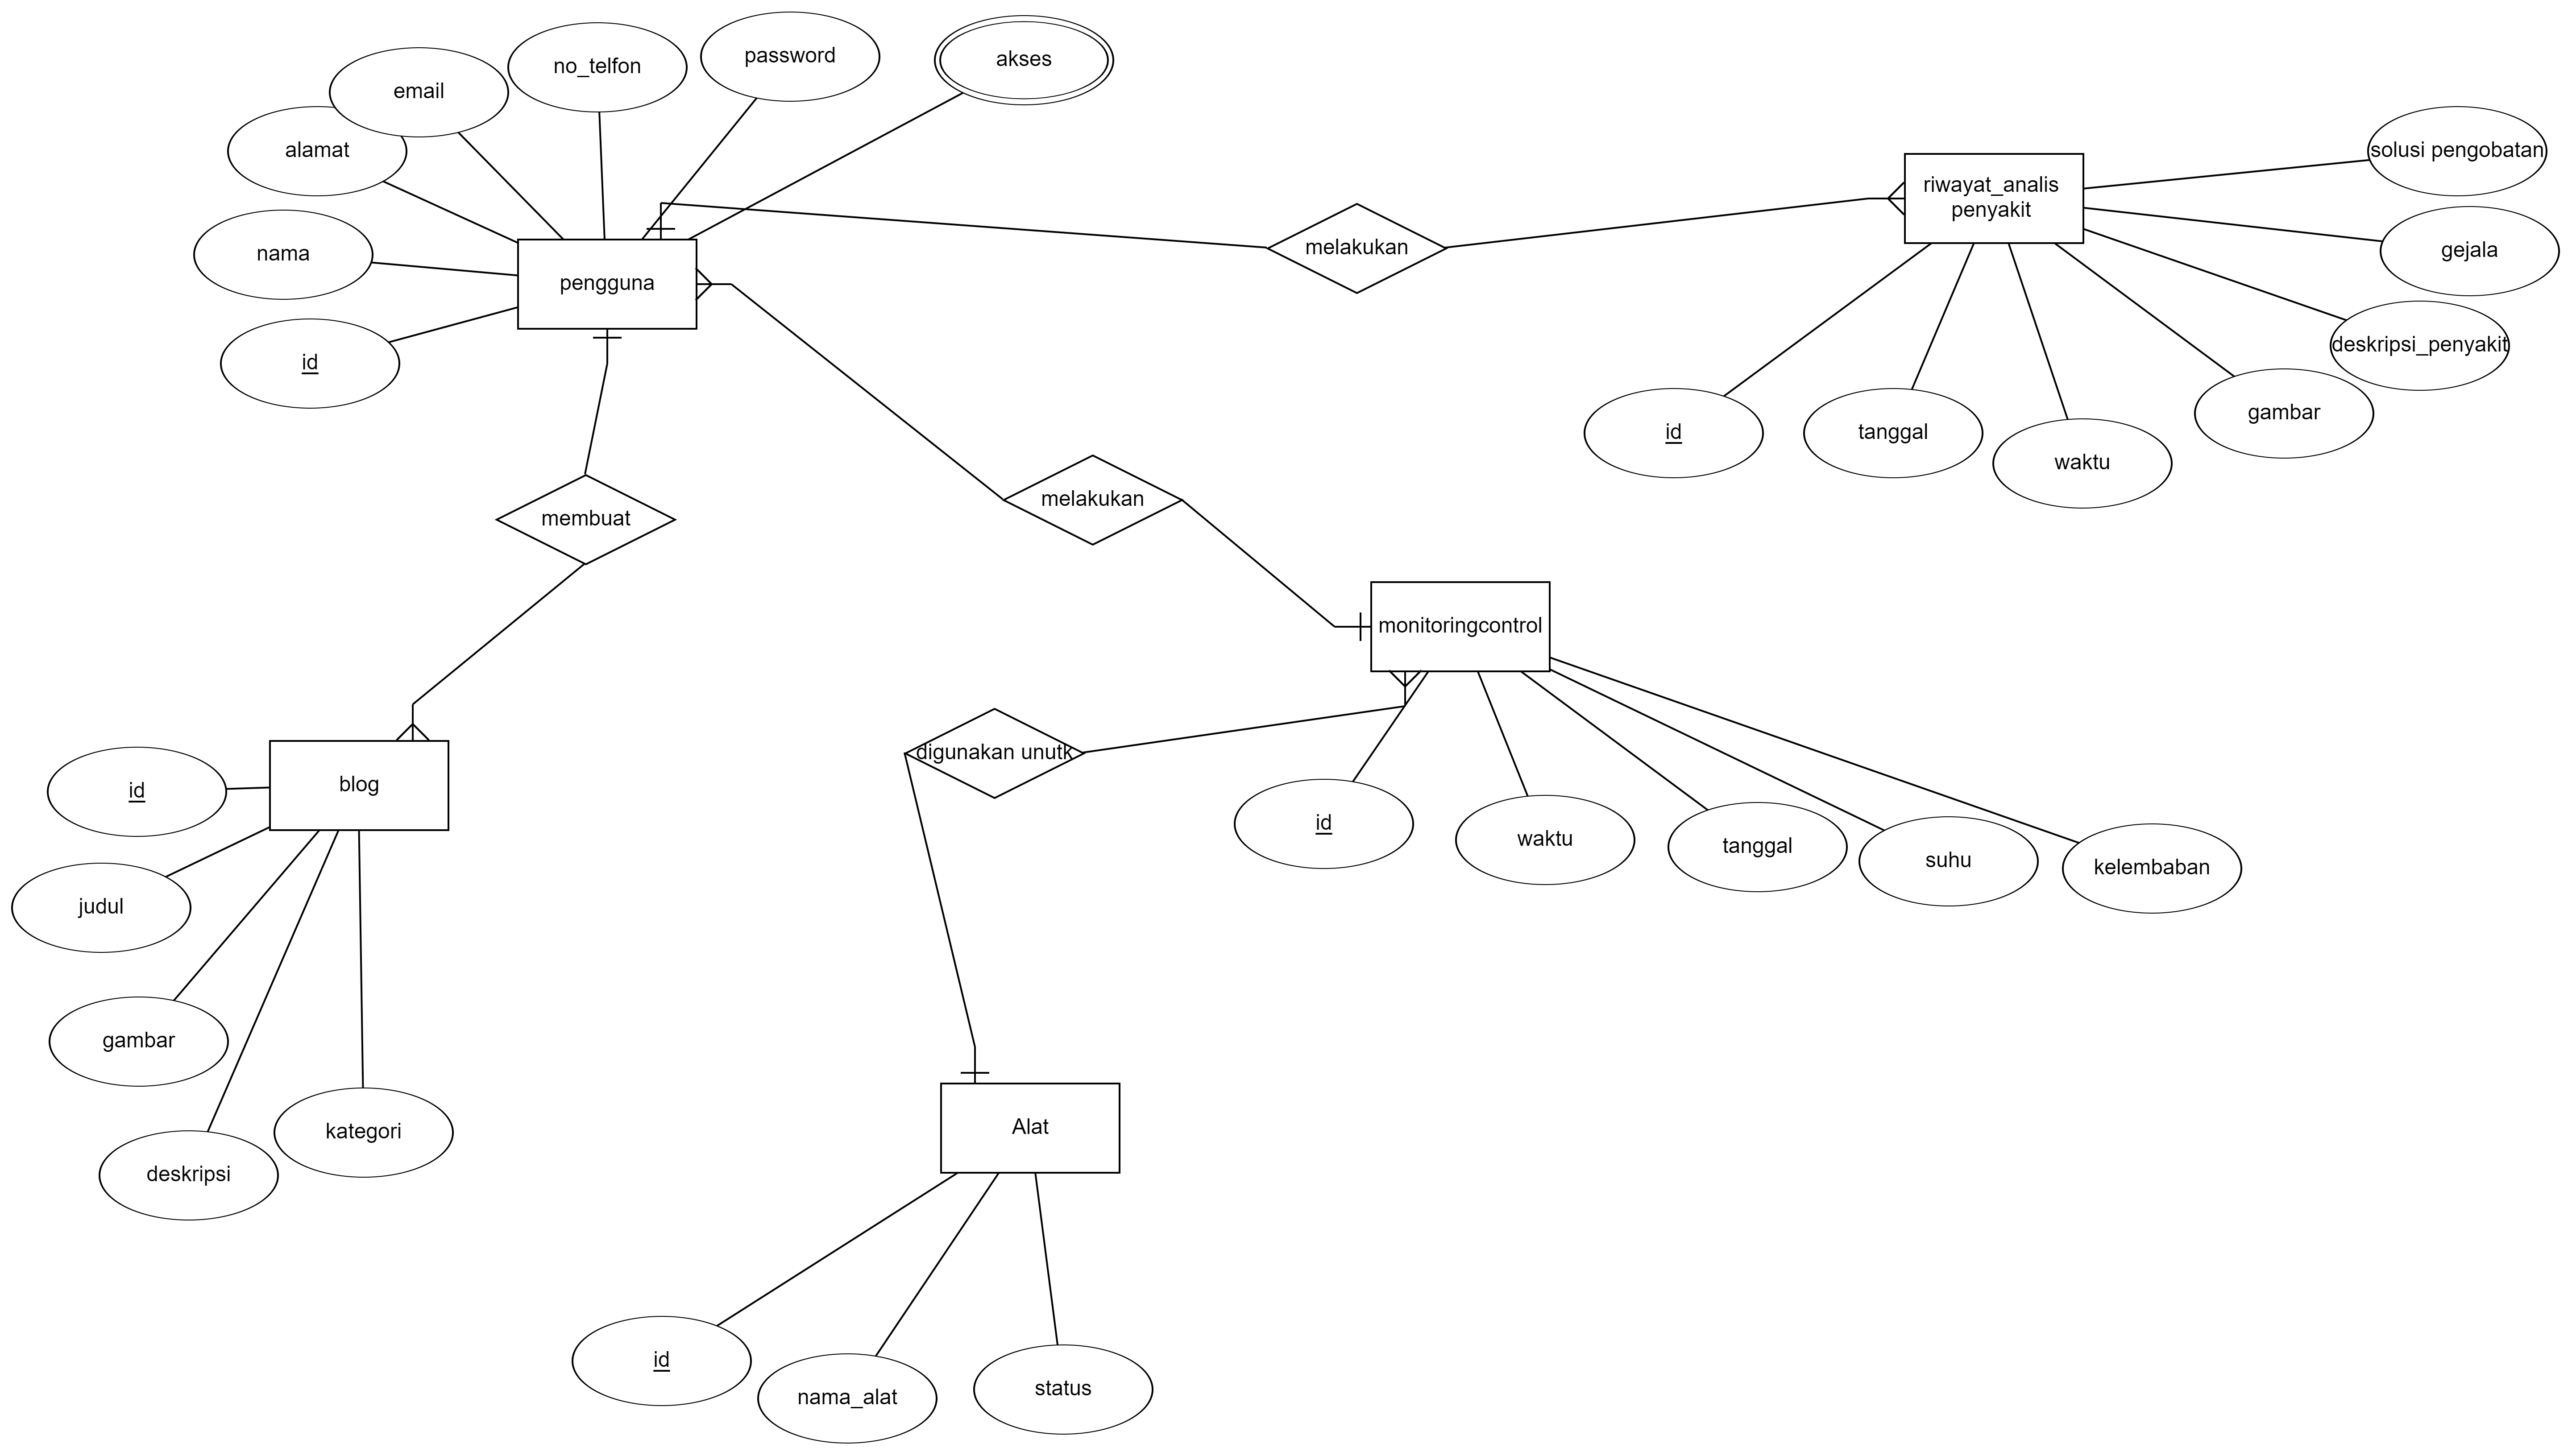 password
akses
no_telfon
email
alamat
solusi pengobatan
riwayat_analis
penyakit
melakukan
gejala
nama
pengguna
deskripsi_penyakit
id
gambar
id
tanggal
waktu
melakukan
membuat
monitoringcontrol
digunakan unutk
blog
id
id
waktu
tanggal
suhu
kelembaban
judul
gambar
kategori
Alat
deskripsi
id
nama_alat
status